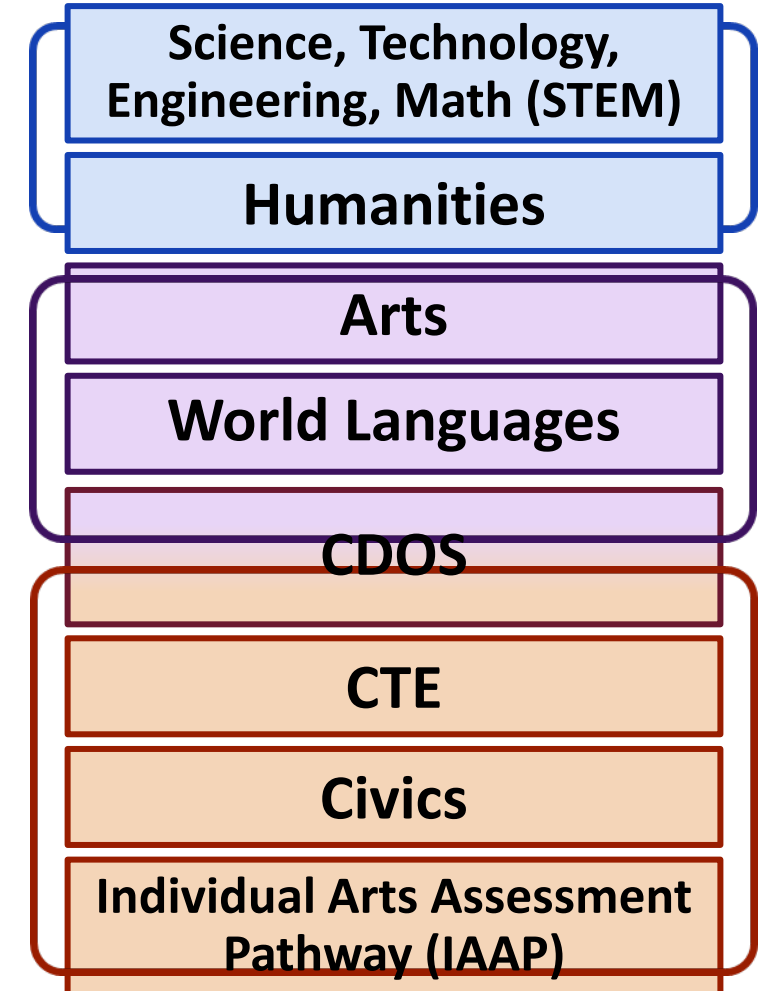 Science, Technology,
Engineering, Math (STEM)
Humanities
Arts
World Languages
CDOS
CTE
Civics
Individual Arts Assessment
Pathway (IAAP)